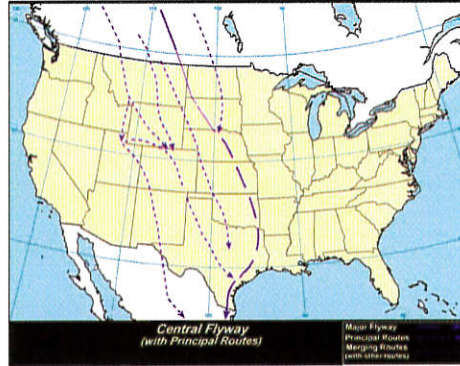 Central Flyway
(with Principal Routes)
Major Flyway
Principal Routes
Merging Routes
(with other routes)